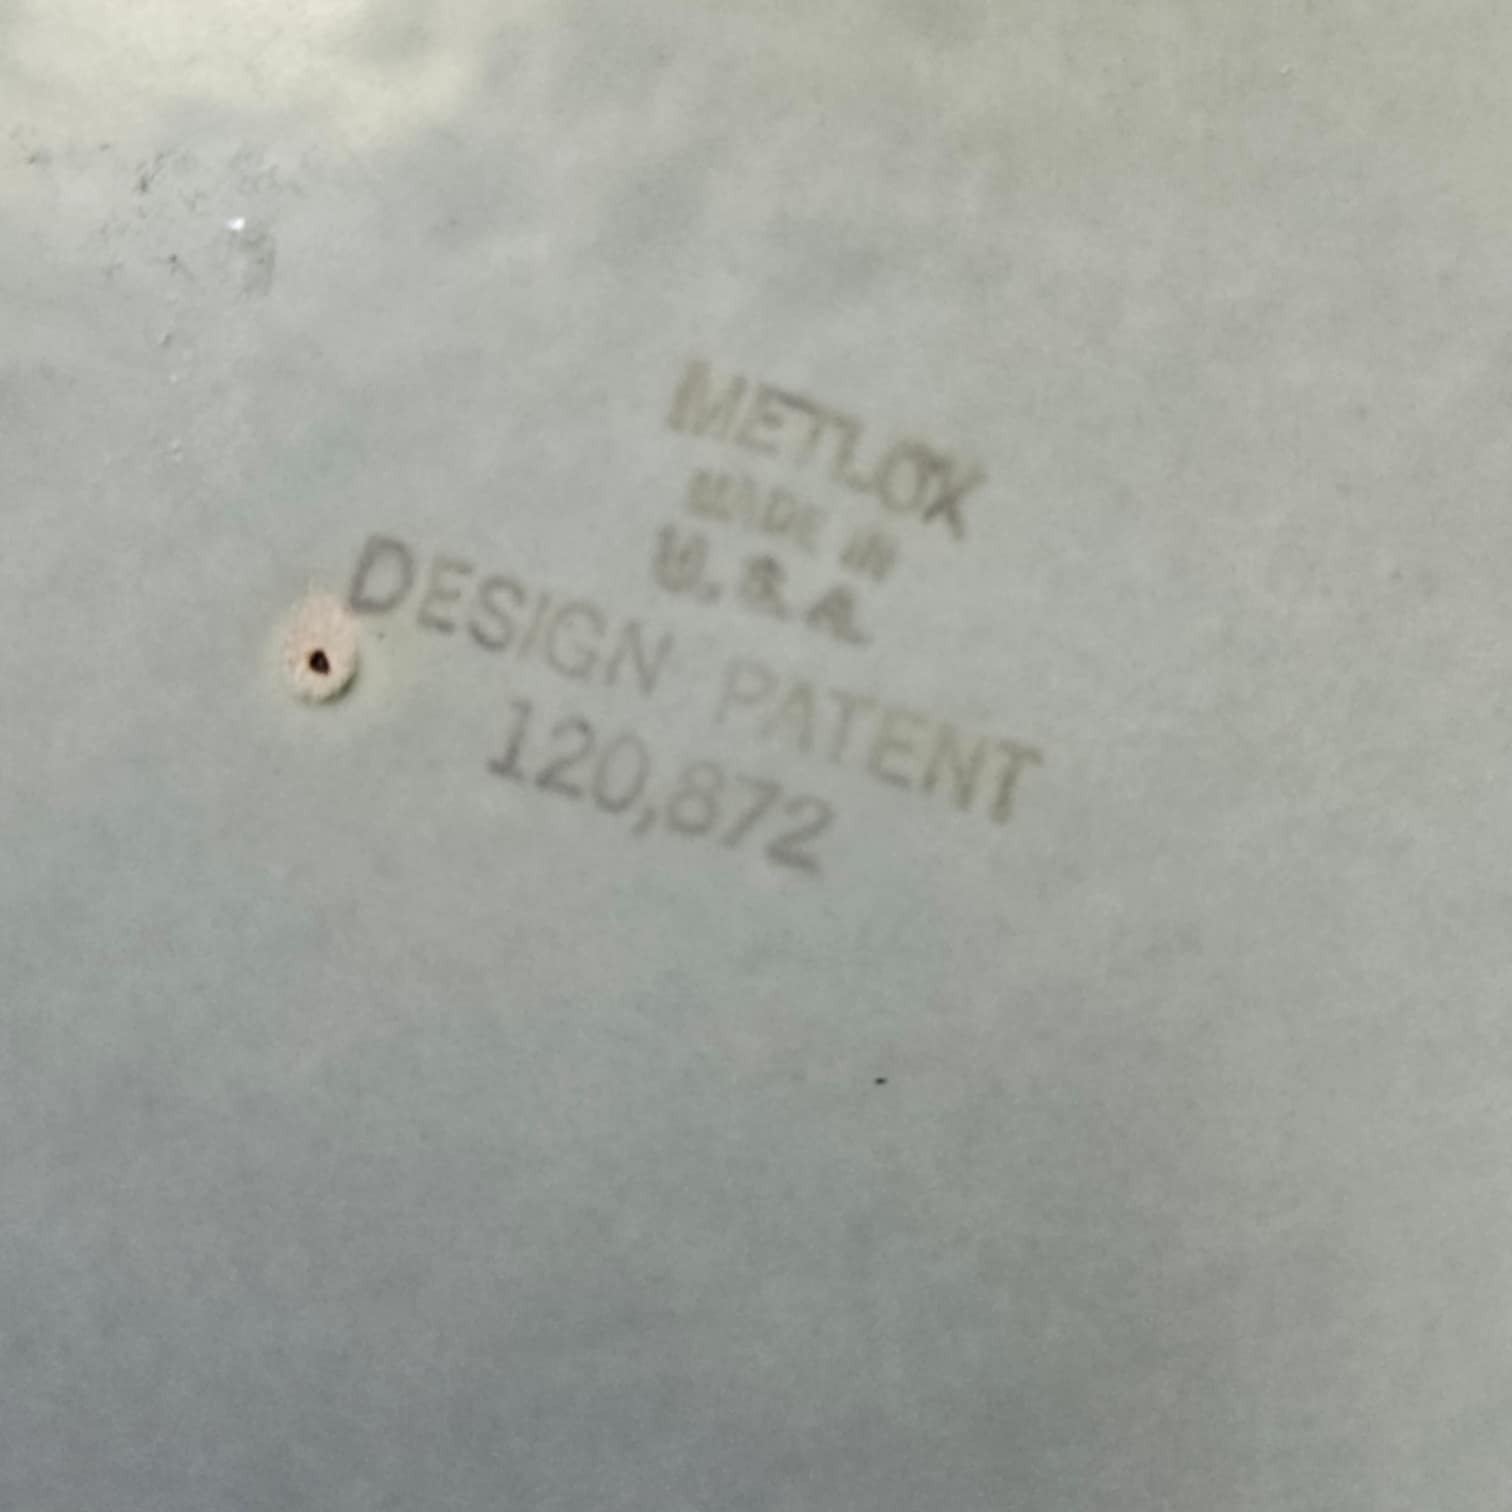 METLOX
MADE IN
U.S.A.
DESIGN PATENT
120,872